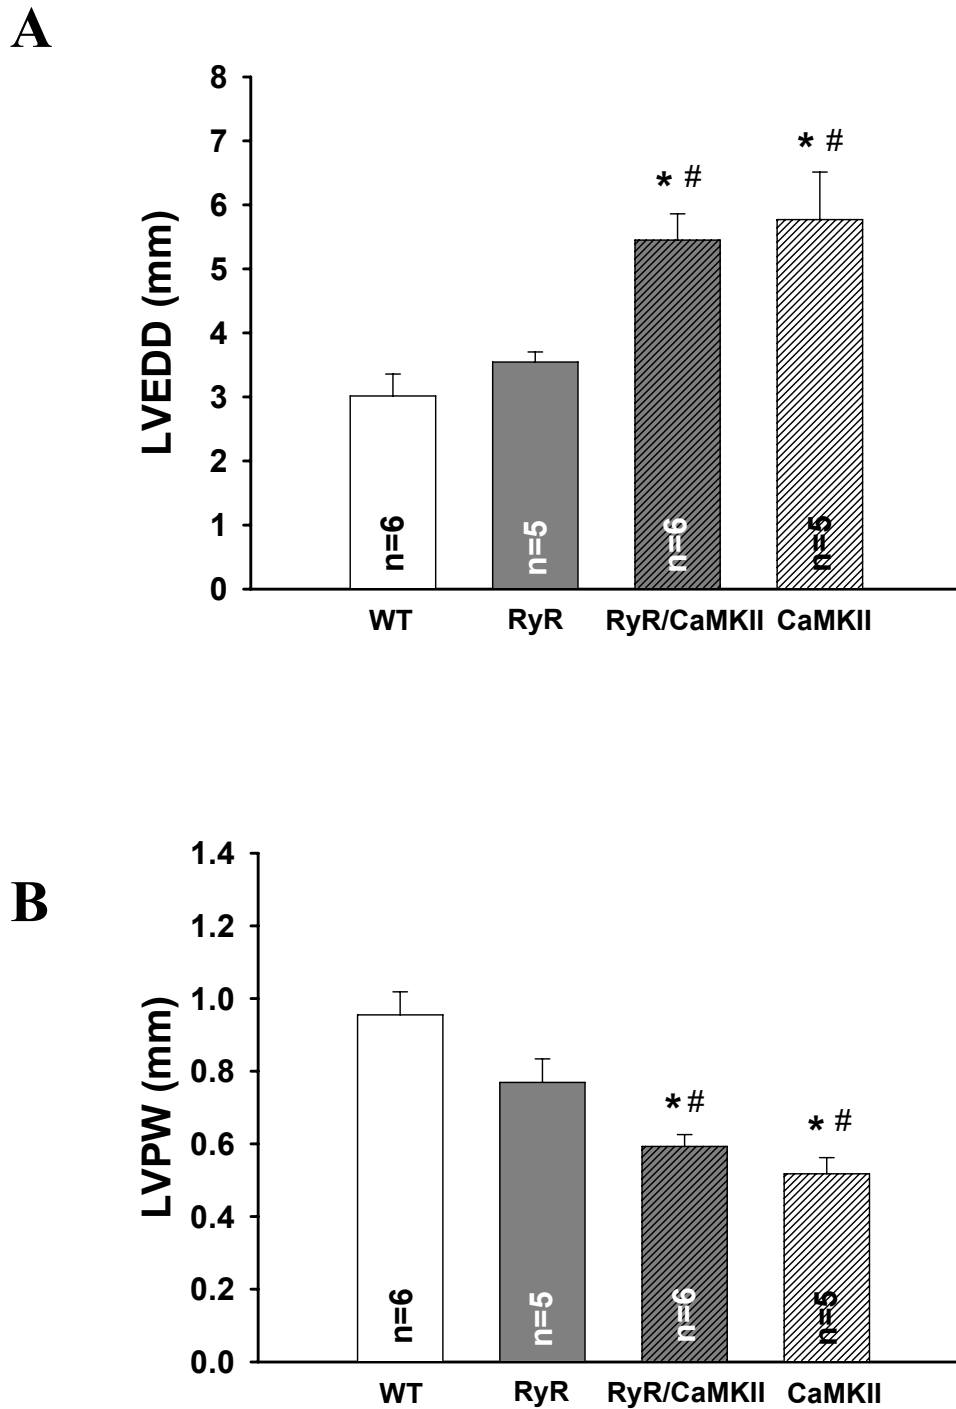 A
8
7
6
5
4
3
2
1
0
LVEDD (mm)
* #
* #
n=6
n=5
n=6
n=5
WT RyR RyR/CaMKII CaMKII
B
1.4
1.2
1.0
0.8
0.6
0.4
0.2
0.0
LVPW (mm)
* #
* #
n=6
n=5
n=6
n=5
WT RyR RyR/CaMKII CaMKII